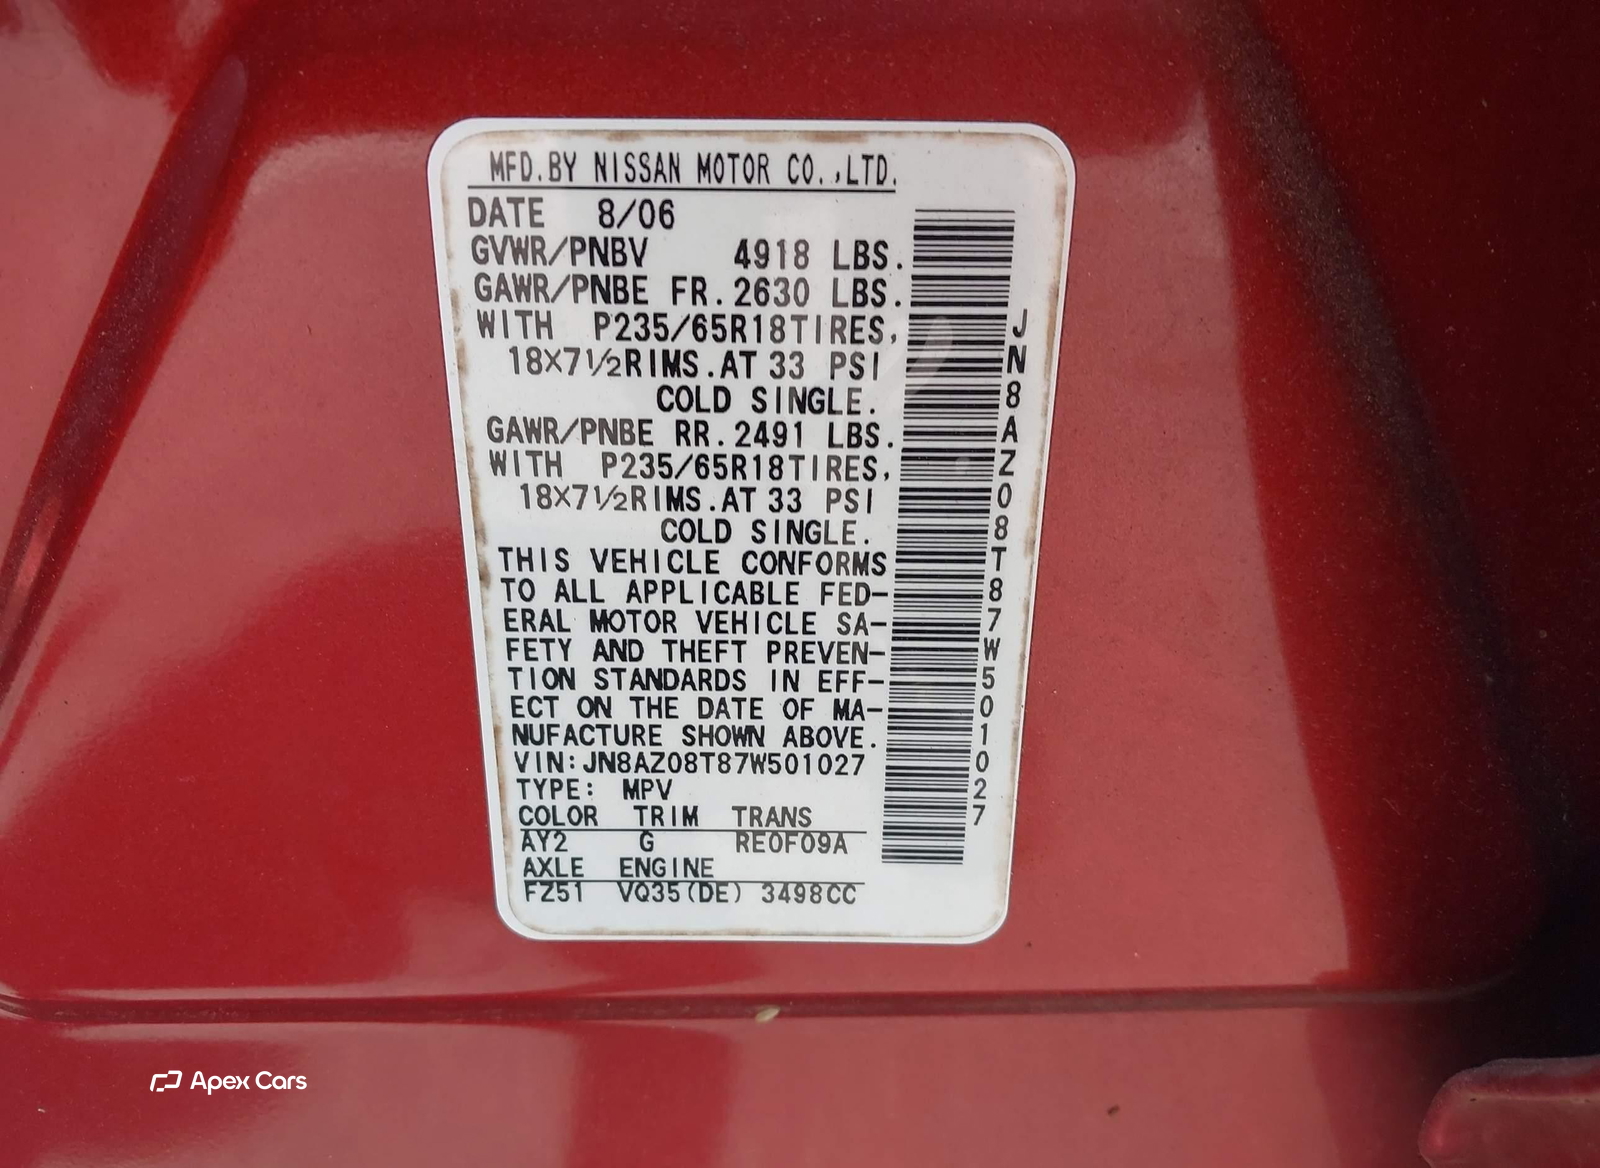 MFD.BY NISSAN MOTOR CO.,LTD.
DATE 8/06
GVWR/PNBV 4918 LBS.
GAWR/PNBE FR.2630 LBS.
WITH P235/65R18TIRES,
18X7½RIMS.AT 33 PSI
COLD SINGLE.
GAWR/PNBE RR.2491 LBS.
WITH P235/65R18TIRES,
18X7½RIMS.AT 33 PSI
COLD SINGLE.
THIS VEHICLE CONFORMS
TO ALL APPLICABLE FED-
ERAL MOTOR VEHICLE SA-
FETY AND THEFT PREVEN-
TION STANDARDS IN EFF-
ECT ON THE DATE OF MA-
NUFACTURE SHOWN ABOVE.
VIN:JN8AZ08T87W501027
TYPE: MPV
COLOR TRIM TRANS
AY2 G RE0F09A
AXLE ENGINE
FZ51 VQ35(DE) 3498CC
JN8AZ08T87W501027
Apex Cars